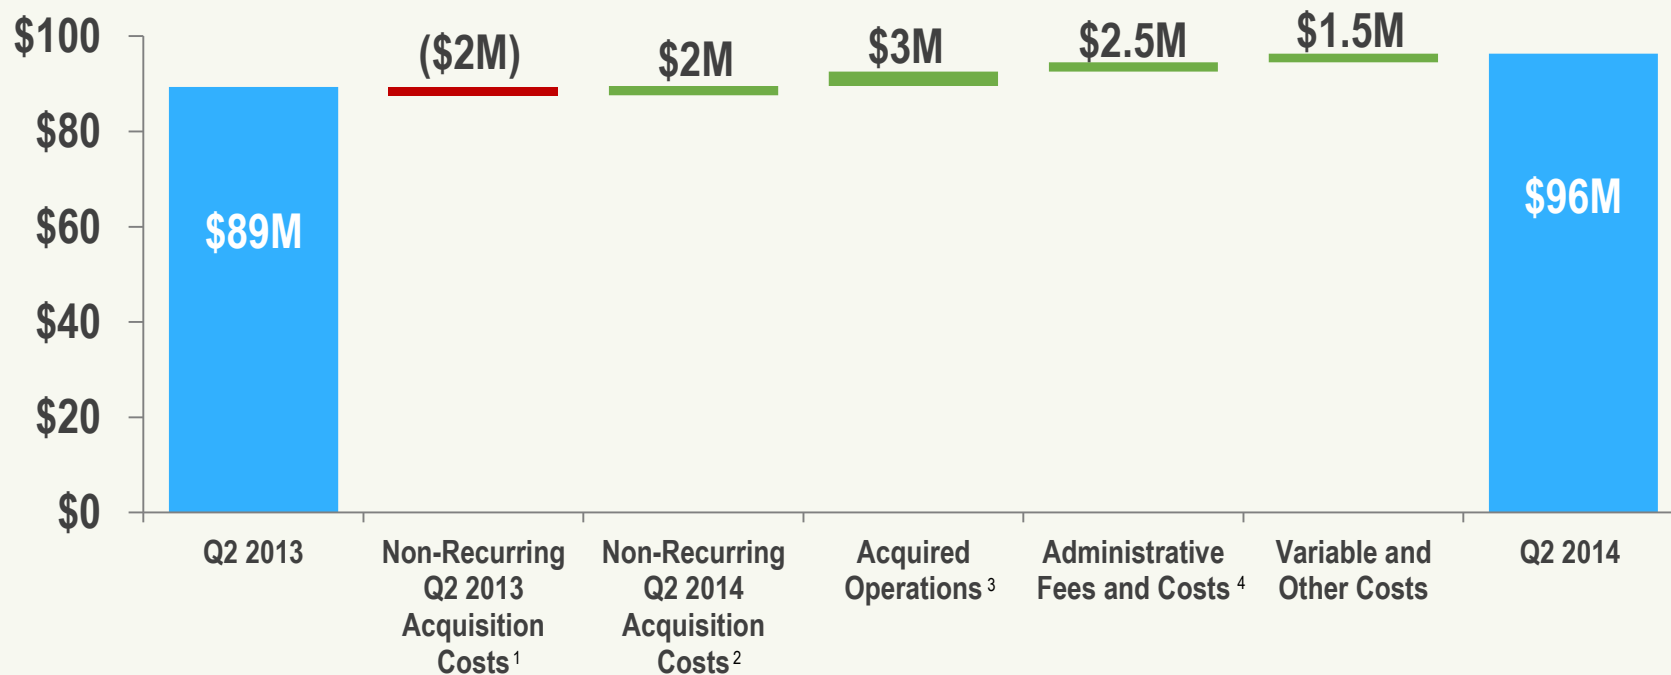 $100
$80
$60
$40
$20
$0
($2M)
$2M
$3M
$2.5M
$1.5M
$89M
$96M
Q2 2013
Non-Recurring
Q2 2013
Acquisition
Costs 1
Non-Recurring
Q2 2014
Acquisition
Costs 2
Acquired
Operations 3
Administrative
Fees and Costs 4
Variable and
Other Costs
Q2 2014